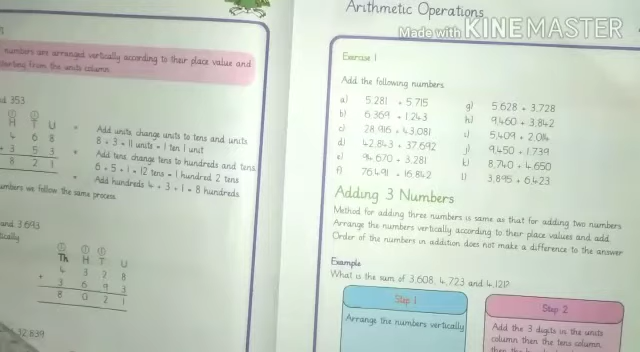 Arithmetic Operations
Made with KINEMASTER
numbers are arranged vertically according to their place value and
starting from the units column.
353
H T U
4 6 8
+ 3 5 3
8 2 1
Add units, change units to tens and units
8 + 3 = 11 units = 1 ten 1 unit
Add tens, change tens to hundreds and tens
6 + 5 + 1 = 12 tens = 1 hundred 2 tens
Add hundreds 4 + 3 + 1 = 8 hundreds
numbers we follow the same process.
and 3,693
Th H T U
4 3 2 8
+ 3 6 9 3
8 0 2 1
32,839
Exercise 1
Add the following numbers
a) 5,281 + 5,715
b) 6,369 + 1,243
c) 28,916 + 43,081
d) 42,843 + 37,692
e) 94,670 + 3,281
f) 76,491 + 16,842
g) 5,628 + 3,728
h) 9,460 + 3,842
i) 5,409 + 2,014
j) 9,450 + 1,739
k) 8,740 + 4,650
l) 3,895 + 6,423
Adding 3 Numbers
Method for adding three numbers is same as that for adding two numbers
Arrange the numbers vertically according to their place values and add
Order of the numbers in addition does not make a difference to the answer
Example
What is the sum of 3,608, 4,723 and 4,121?
Step 1
Arrange the numbers vertically
Step 2
Add the 3 digits in the units
column then the tens column,